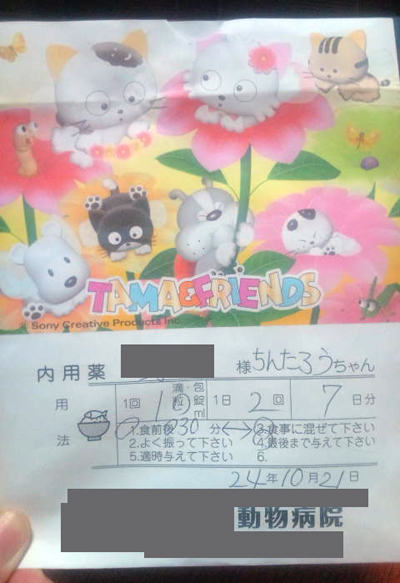 TAMA&FRIENDS
Sony Creative Products Inc.
内用薬 様ちんたろうちゃん
用法 1回 1 滴・包 粒・錠 ml 1日 2 回 7 日分
1.食前後 30 分 ⟷ 3.食事に混ぜて下さい
2.よく振って下さい 4.最後まで与えて下さい
5.適時与えて下さい 6.
24年10月21日
動物病院